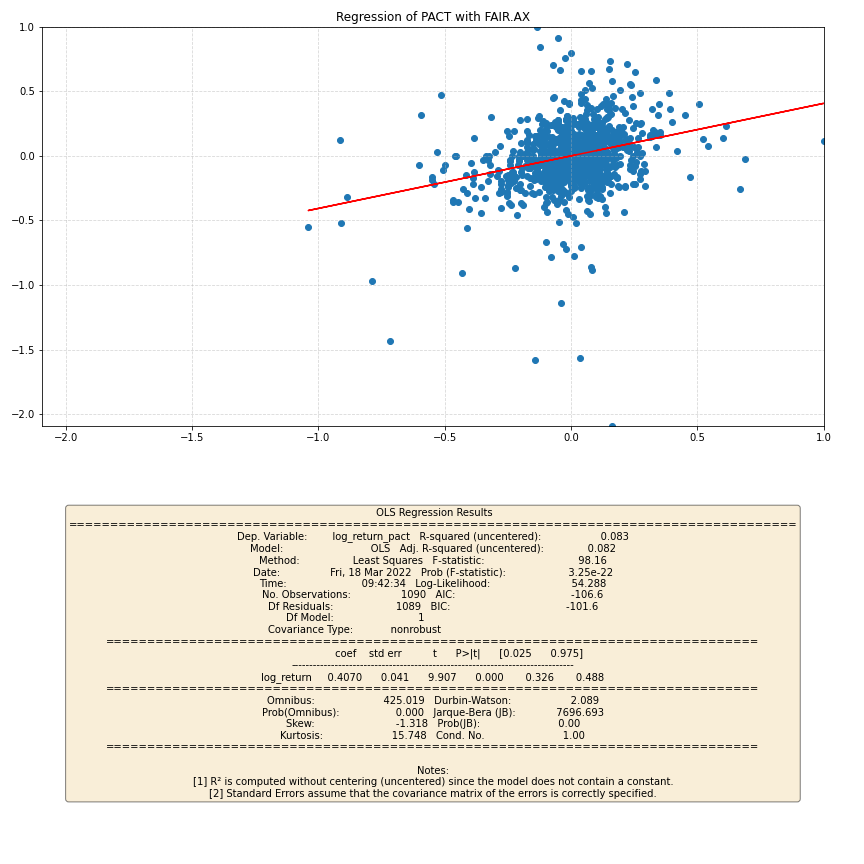 Regression of PACT with FAIR.AX
1.0
0.5
0.0
−0.5
−1.0
−1.5
−2.0
−2.0 −1.5 −1.0 −0.5 0.0 0.5 1.0
OLS Regression Results
==============================================================================
Dep. Variable: log_return_pact R-squared (uncentered): 0.083
Model: OLS Adj. R-squared (uncentered): 0.082
Method: Least Squares F-statistic: 98.16
Date: Fri, 18 Mar 2022 Prob (F-statistic): 3.25e-22
Time: 09:42:34 Log-Likelihood: 54.288
No. Observations: 1090 AIC: -106.6
Df Residuals: 1089 BIC: -101.6
Df Model: 1
Covariance Type: nonrobust
==============================================================================
coef std err t P>|t| [0.025 0.975]
------------------------------------------------------------------------------
log_return 0.4070 0.041 9.907 0.000 0.326 0.488
==============================================================================
Omnibus: 425.019 Durbin-Watson: 2.089
Prob(Omnibus): 0.000 Jarque-Bera (JB): 7696.693
Skew: -1.318 Prob(JB): 0.00
Kurtosis: 15.748 Cond. No. 1.00
==============================================================================
Notes:
[1] R² is computed without centering (uncentered) since the model does not contain a constant.
[2] Standard Errors assume that the covariance matrix of the errors is correctly specified.